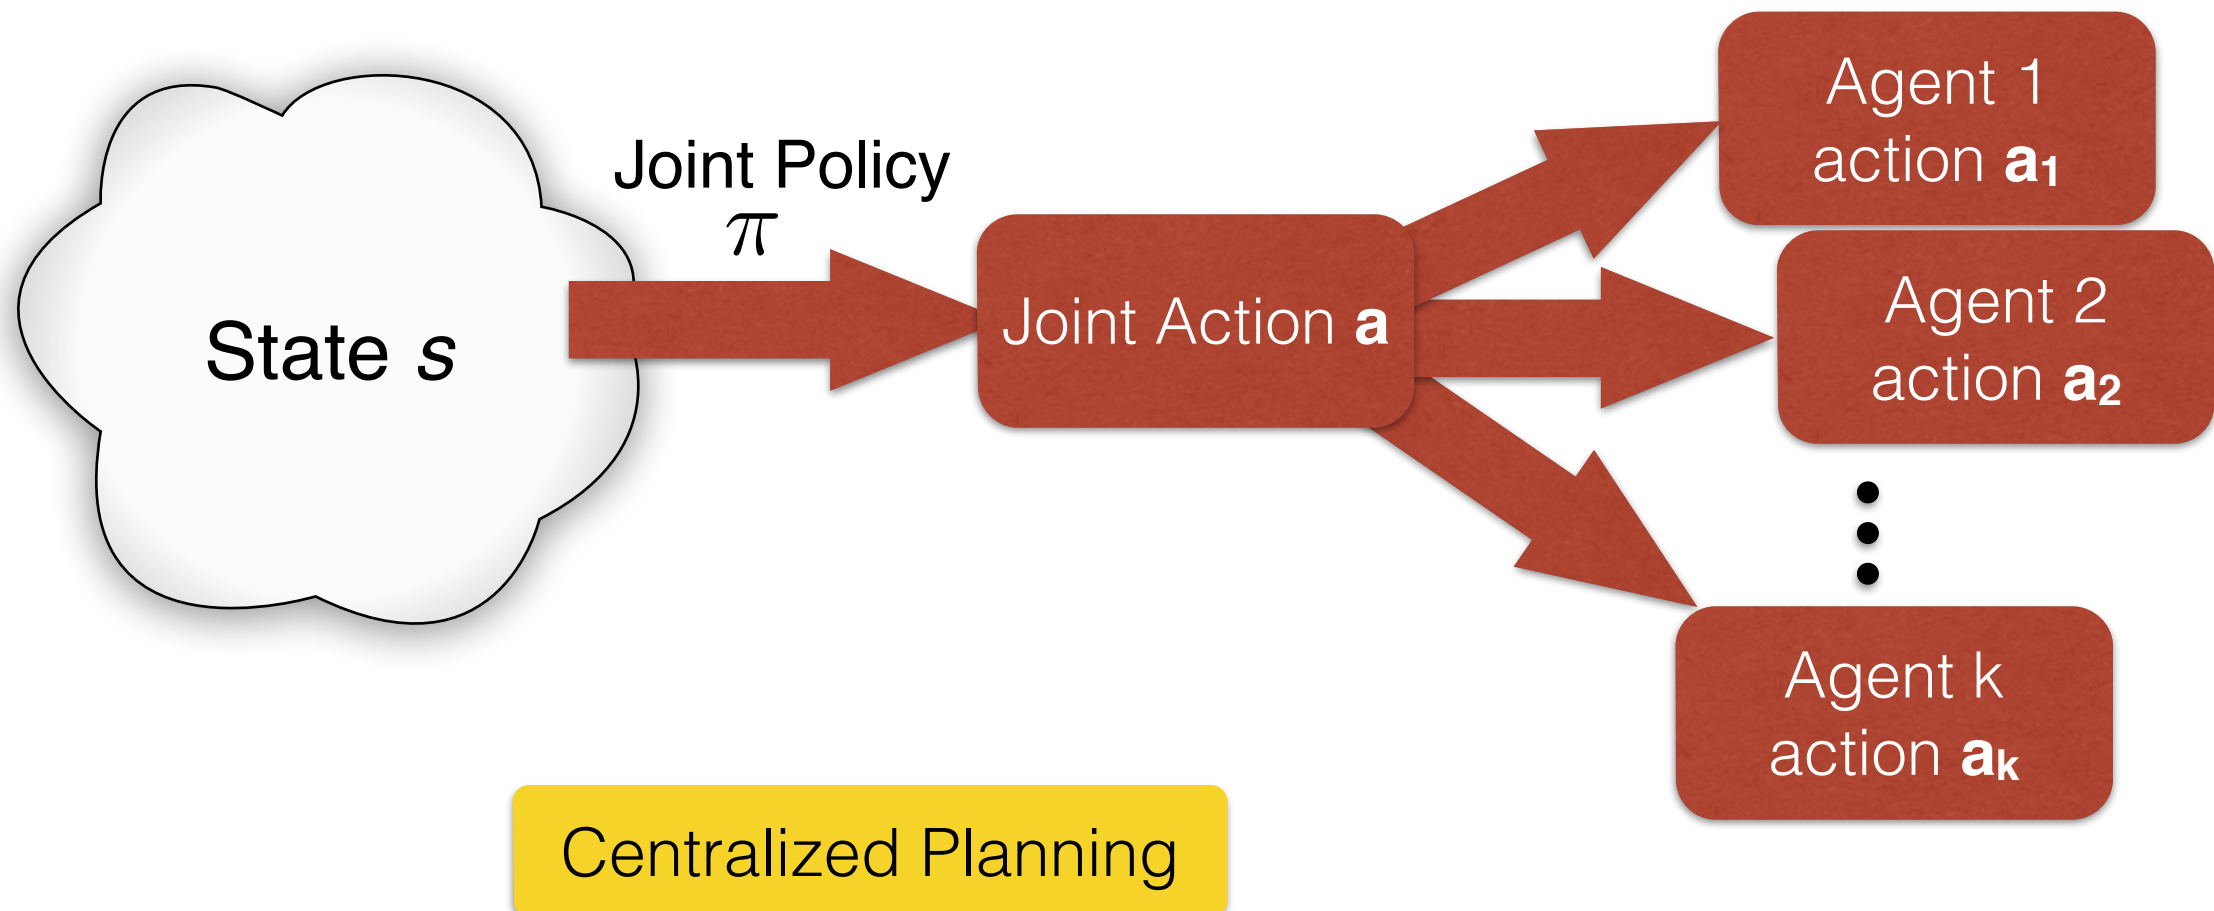 State s
Joint Policy
π
Joint Action a
Agent 1
action a₁
Agent 2
action a₂
Agent k
action aₖ
Centralized Planning